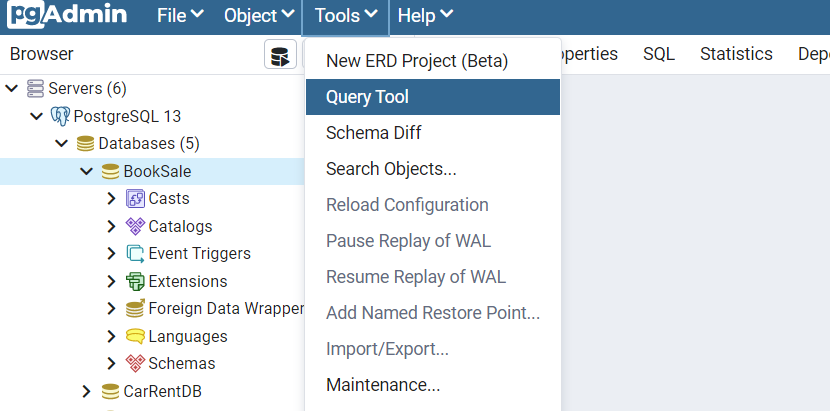 pgAdmin File Object Tools Help
Browser
New ERD Project (Beta)
Query Tool
Schema Diff
Search Objects...
Reload Configuration
Pause Replay of WAL
Resume Replay of WAL
Add Named Restore Point...
Import/Export...
Maintenance...
operties SQL Statistics Depe
Servers (6)
PostgreSQL 13
Databases (5)
BookSale
Casts
Catalogs
Event Triggers
Extensions
Foreign Data Wrapper
Languages
Schemas
CarRentDB